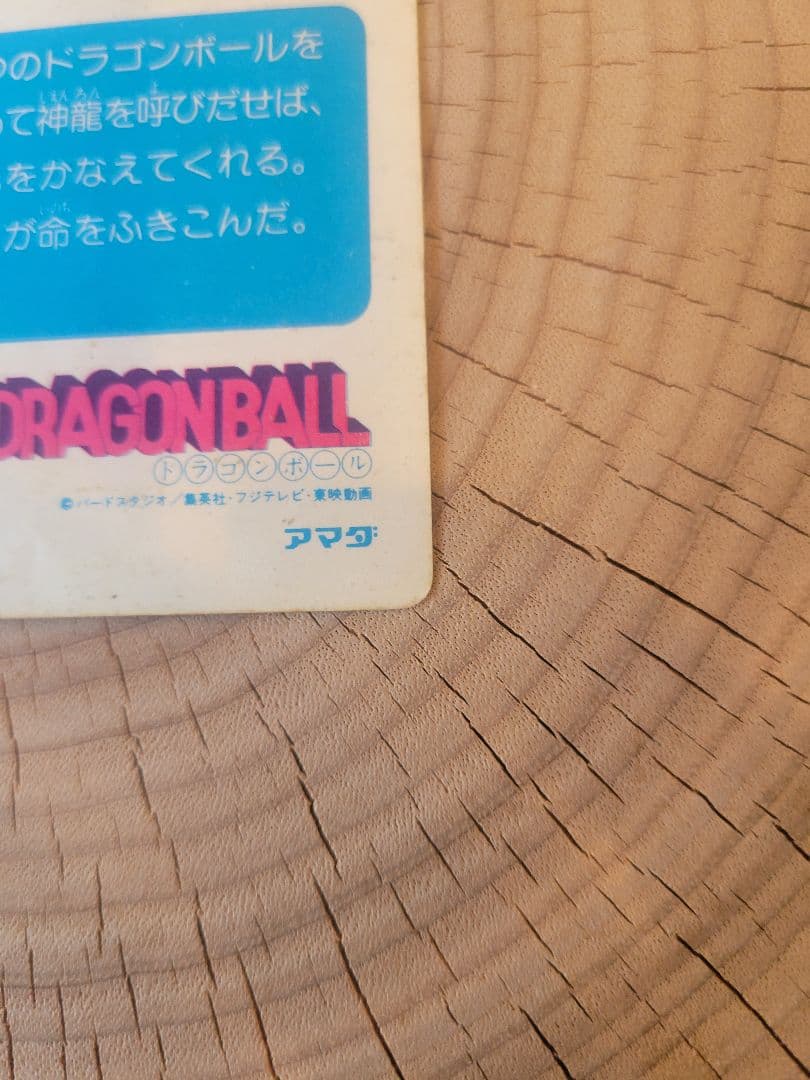 つのドラゴンボールを
て神龍を呼びだせば、
をかなえてくれる。
が命をふきこんだ。
DRAGON BALL
ドラゴンボール
©バードスタジオ/集英社・フジテレビ・東映動画
アマダ